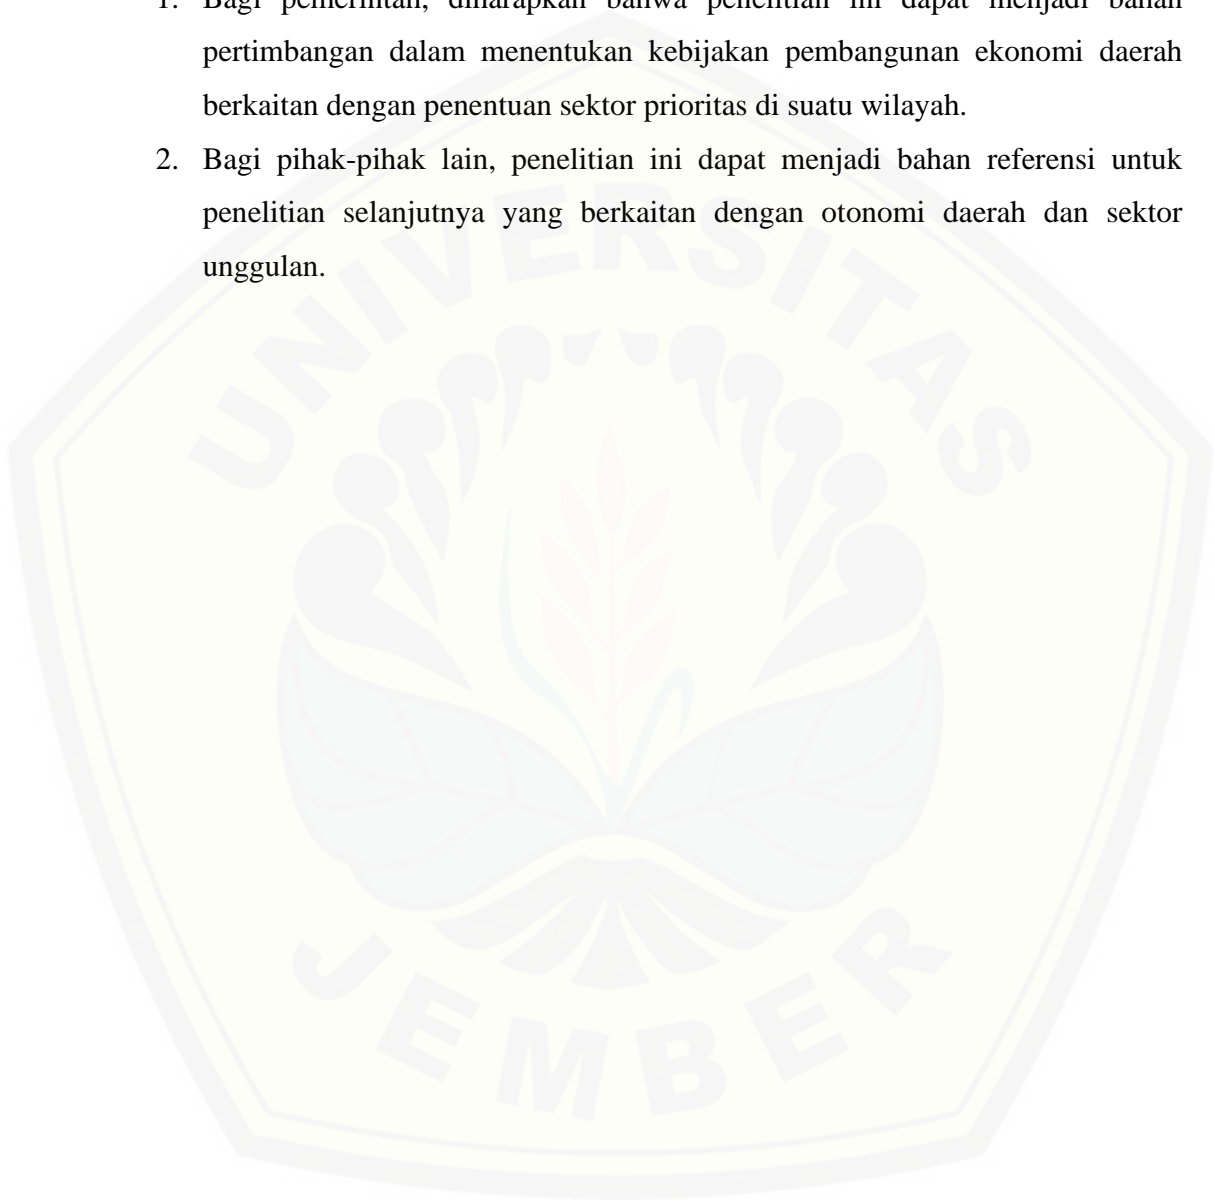 1. Bagi pemerintah, diharapkan bahwa penelitian ini dapat menjadi bahan
pertimbangan dalam menentukan kebijakan pembangunan ekonomi daerah
berkaitan dengan penentuan sektor prioritas di suatu wilayah.
2. Bagi pihak-pihak lain, penelitian ini dapat menjadi bahan referensi untuk
penelitian selanjutnya yang berkaitan dengan otonomi daerah dan sektor
unggulan.
UNIVERSITAS
JEMBER